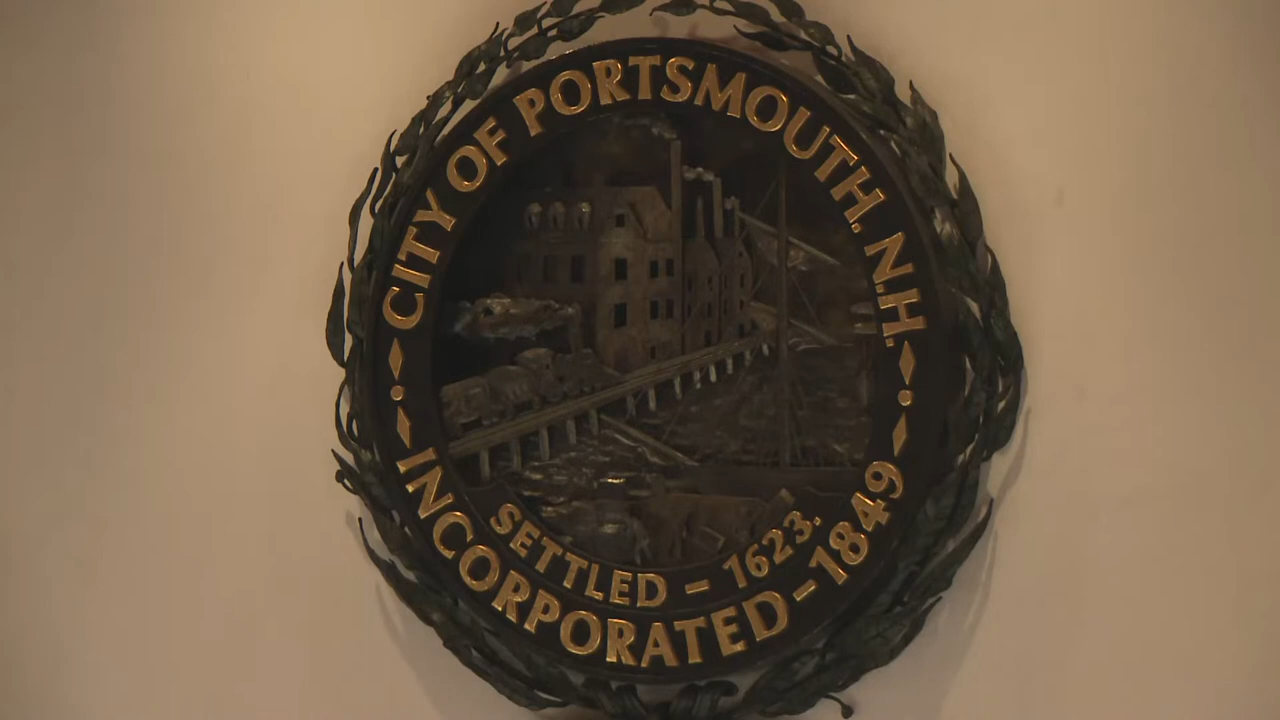 CITY OF PORTSMOUTH. N.H.
SETTLED – 1623.
INCORPORATED – 1849